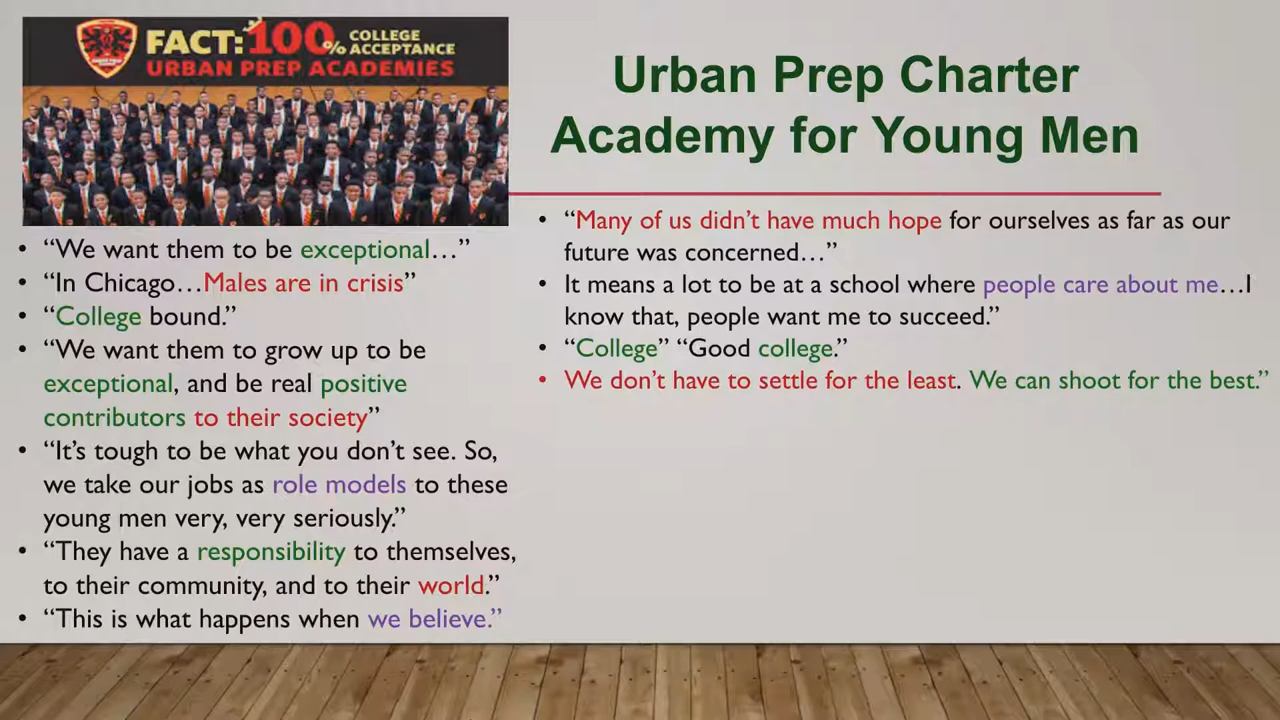 FACT: 100% COLLEGE ACCEPTANCE
URBAN PREP ACADEMIES
Urban Prep Charter
Academy for Young Men
• “We want them to be exceptional…”
• “In Chicago…Males are in crisis”
• “College bound.”
• “We want them to grow up to be
exceptional, and be real positive
contributors to their society”
• “It’s tough to be what you don’t see. So,
we take our jobs as role models to these
young men very, very seriously.”
• “They have a responsibility to themselves,
to their community, and to their world.”
• “This is what happens when we believe.”
• “Many of us didn’t have much hope for ourselves as far as our
future was concerned…”
• It means a lot to be at a school where people care about me…I
know that, people want me to succeed.”
• “College” “Good college.”
• We don’t have to settle for the least. We can shoot for the best.”